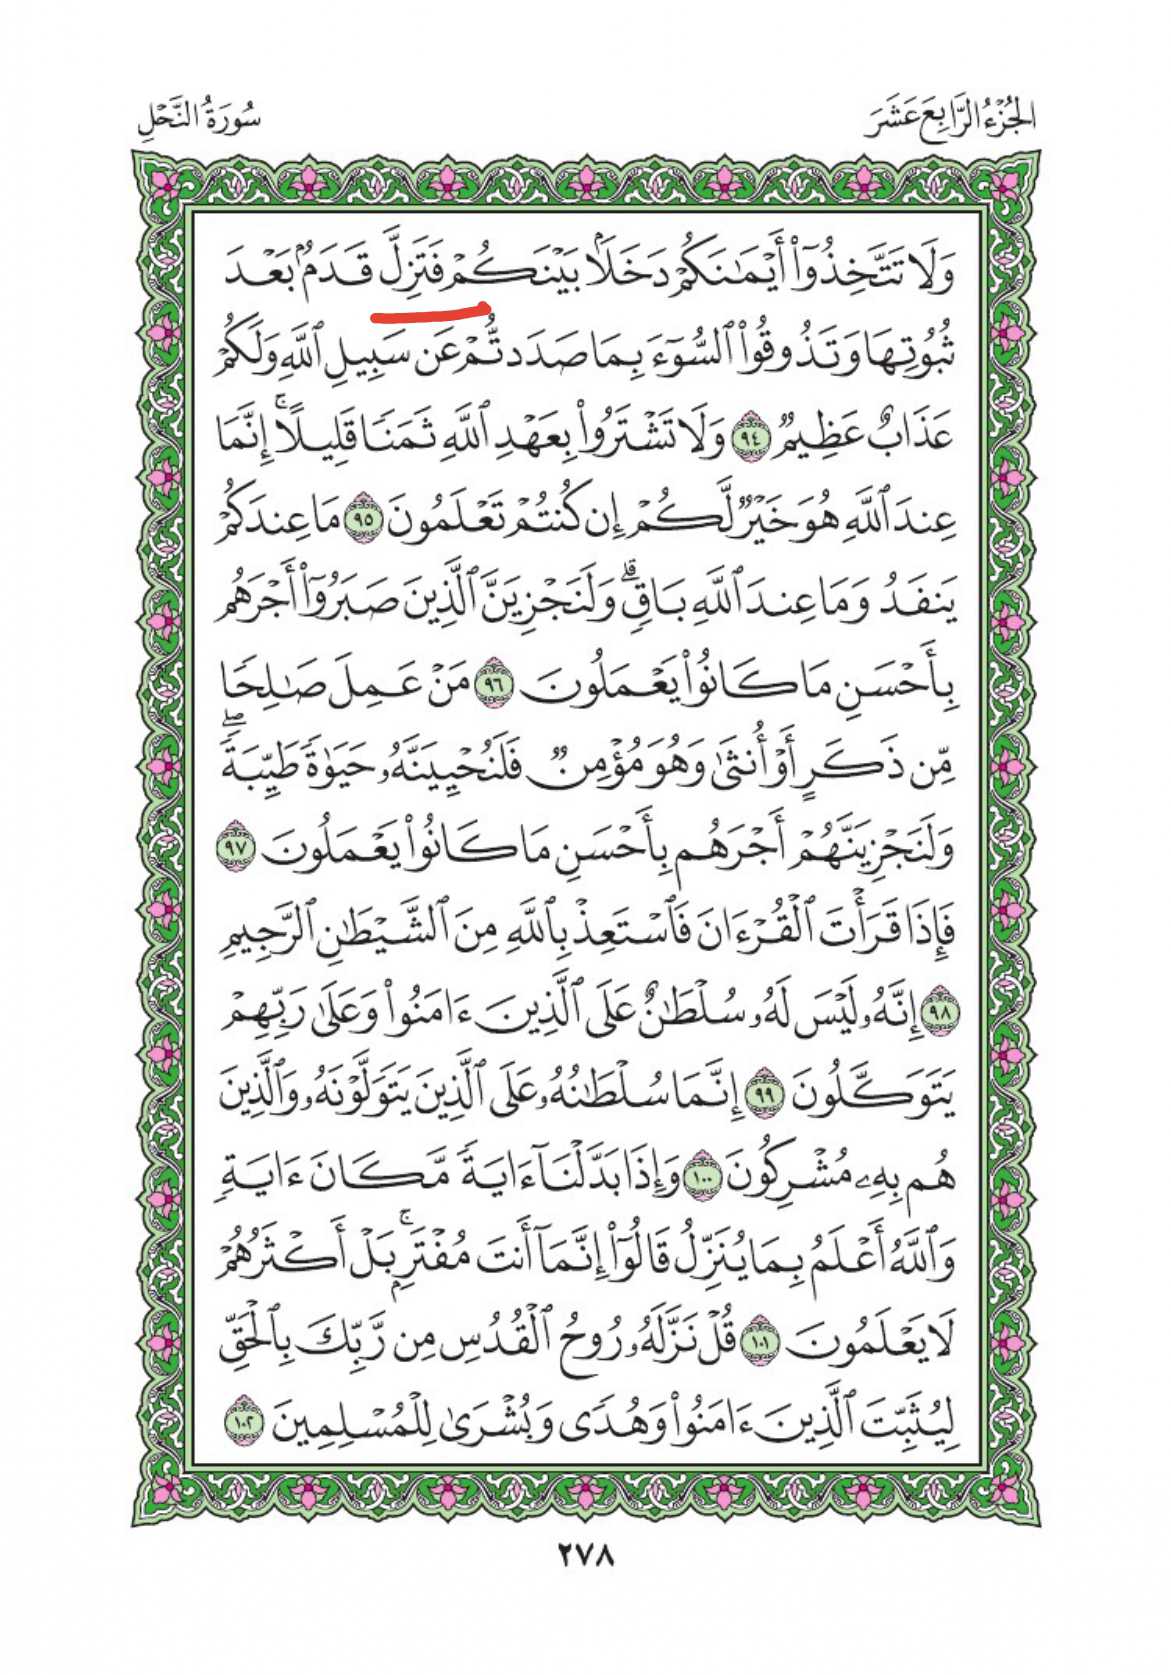 الجُزْءُ الرَّابِعَ عَشَرَ
سُورَةُ النَّحْلِ
وَلَا تَتَّخِذُوٓا۟ أَيْمَـٰنَكُمْ دَخَلًۢا بَيْنَكُمْ فَتَزِلَّ قَدَمٌۢ بَعْدَ
ثُبُوتِهَا وَتَذُوقُوا۟ ٱلسُّوٓءَ بِمَا صَدَدتُّمْ عَن سَبِيلِ ٱللَّهِ وَلَكُمْ
عَذَابٌ عَظِيمٌ ٩٤ وَلَا تَشْتَرُوا۟ بِعَهْدِ ٱللَّهِ ثَمَنًا قَلِيلًا ۚ إِنَّمَا
عِندَ ٱللَّهِ هُوَ خَيْرٌ لَّكُمْ إِن كُنتُمْ تَعْلَمُونَ ٩٥ مَا عِندَكُمْ
يَنفَدُ وَمَا عِندَ ٱللَّهِ بَاقٍ ۗ وَلَنَجْزِيَنَّ ٱلَّذِينَ صَبَرُوٓا۟ أَجْرَهُم
بِأَحْسَنِ مَا كَانُوا۟ يَعْمَلُونَ ٩٦ مَنْ عَمِلَ صَـٰلِحًا
مِّن ذَكَرٍ أَوْ أُنثَىٰ وَهُوَ مُؤْمِنٌ فَلَنُحْيِيَنَّهُۥ حَيَوٰةً طَيِّبَةً ۖ
وَلَنَجْزِيَنَّهُمْ أَجْرَهُم بِأَحْسَنِ مَا كَانُوا۟ يَعْمَلُونَ ٩٧
فَإِذَا قَرَأْتَ ٱلْقُرْءَانَ فَٱسْتَعِذْ بِٱللَّهِ مِنَ ٱلشَّيْطَـٰنِ ٱلرَّجِيمِ
٩٨ إِنَّهُۥ لَيْسَ لَهُۥ سُلْطَـٰنٌ عَلَى ٱلَّذِينَ ءَامَنُوا۟ وَعَلَىٰ رَبِّهِمْ
يَتَوَكَّلُونَ ٩٩ إِنَّمَا سُلْطَـٰنُهُۥ عَلَى ٱلَّذِينَ يَتَوَلَّوْنَهُۥ وَٱلَّذِينَ
هُم بِهِۦ مُشْرِكُونَ ١٠٠ وَإِذَا بَدَّلْنَآ ءَايَةً مَّكَانَ ءَايَةٍ
وَٱللَّهُ أَعْلَمُ بِمَا يُنَزِّلُ قَالُوٓا۟ إِنَّمَآ أَنتَ مُفْتَرٍۭ ۚ بَلْ أَكْثَرُهُمْ
لَا يَعْلَمُونَ ١٠١ قُلْ نَزَّلَهُۥ رُوحُ ٱلْقُدُسِ مِن رَّبِّكَ بِٱلْحَقِّ
لِيُثَبِّتَ ٱلَّذِينَ ءَامَنُوا۟ وَهُدًى وَبُشْرَىٰ لِلْمُسْلِمِينَ ١٠٢
٢٧٨